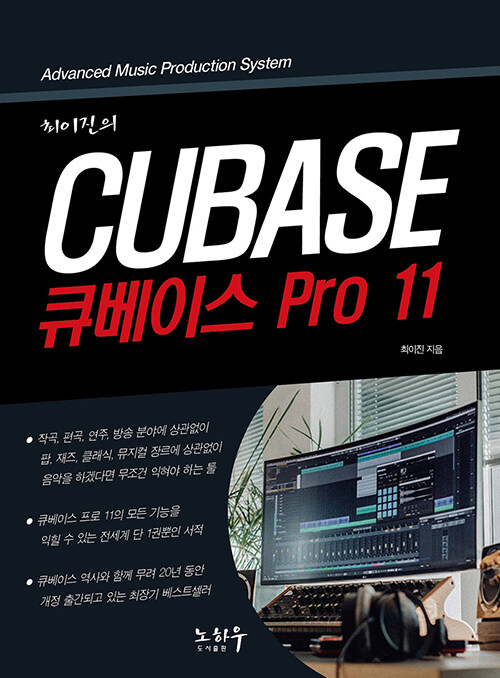 Advanced Music Production System
최이진의
CUBASE
큐베이스 Pro 11
최이진 지음
● 작곡, 편곡, 연주, 방송 분야에 상관없이
팝, 재즈, 클래식, 뮤지컬 장르에 상관없이
음악을 하겠다면 무조건 익혀야 하는 툴
● 큐베이스 프로 11의 모든 기능을
익힐 수 있는 전세계 단 1권뿐인 서적
● 큐베이스 역사와 함께 무려 20년 동안
개정 출간되고 있는 최장기 베스트셀러
노하우
도서출판